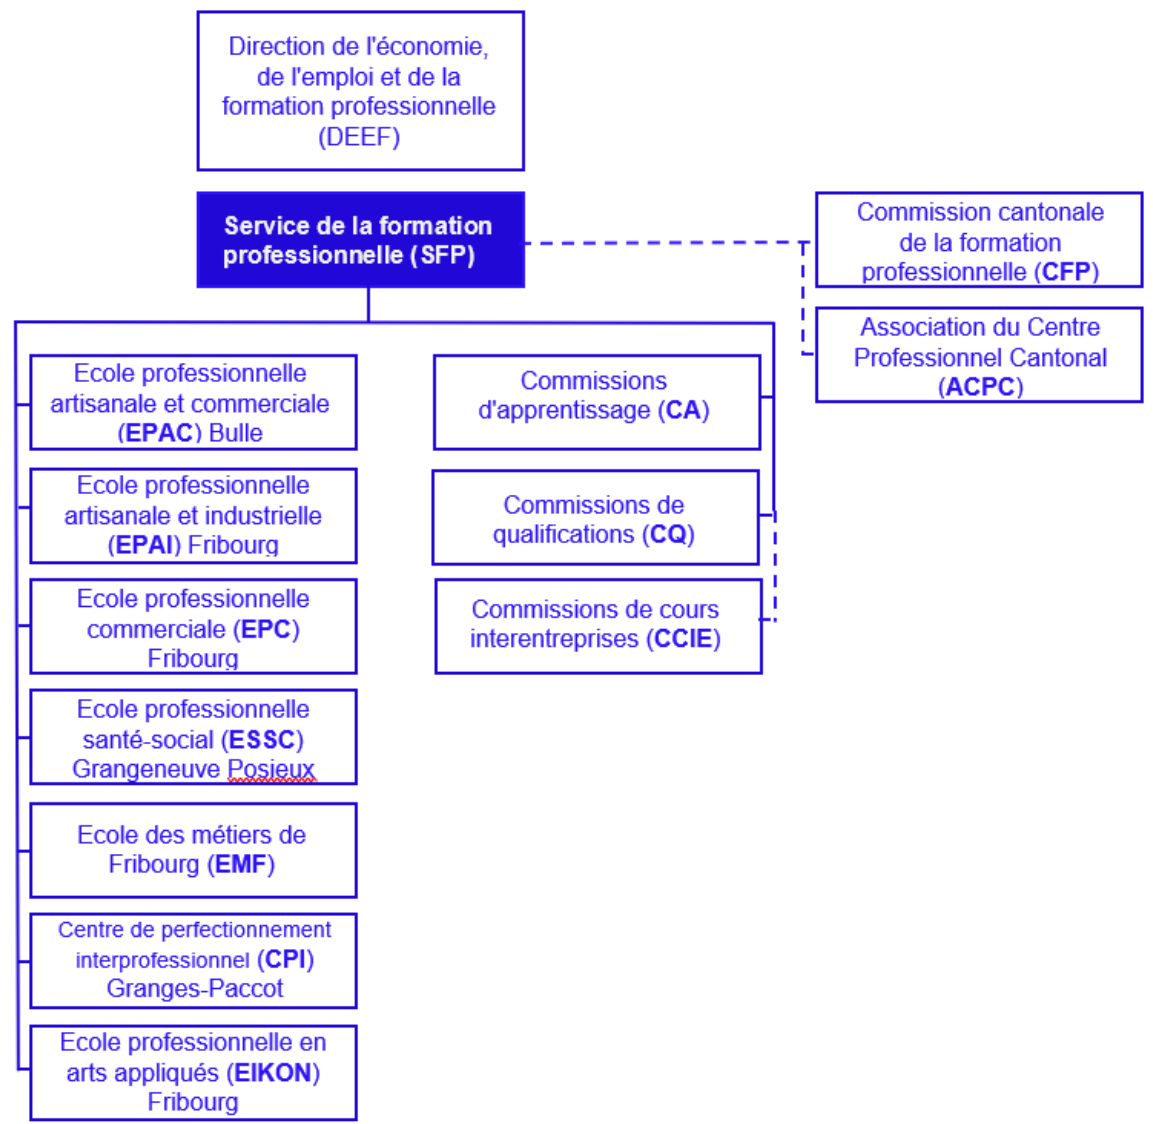 Direction de l'économie,
de l'emploi et de la
formation professionnelle
(DEEF)
Service de la formation
professionnelle (SFP)
Commission cantonale
de la formation
professionnelle (CFP)
Association du Centre
Professionnel Cantonal
(ACPC)
Ecole professionnelle
artisanale et commerciale
(EPAC) Bulle
Ecole professionnelle
artisanale et industrielle
(EPAI) Fribourg
Ecole professionnelle
commerciale (EPC)
Fribourg
Ecole professionnelle
santé-social (ESSC)
Grangeneuve Posieux
Ecole des métiers de
Fribourg (EMF)
Centre de perfectionnement
interprofessionnel (CPI)
Granges-Paccot
Ecole professionnelle en
arts appliqués (EIKON)
Fribourg
Commissions
d'apprentissage (CA)
Commissions de
qualifications (CQ)
Commissions de cours
interentreprises (CCIE)